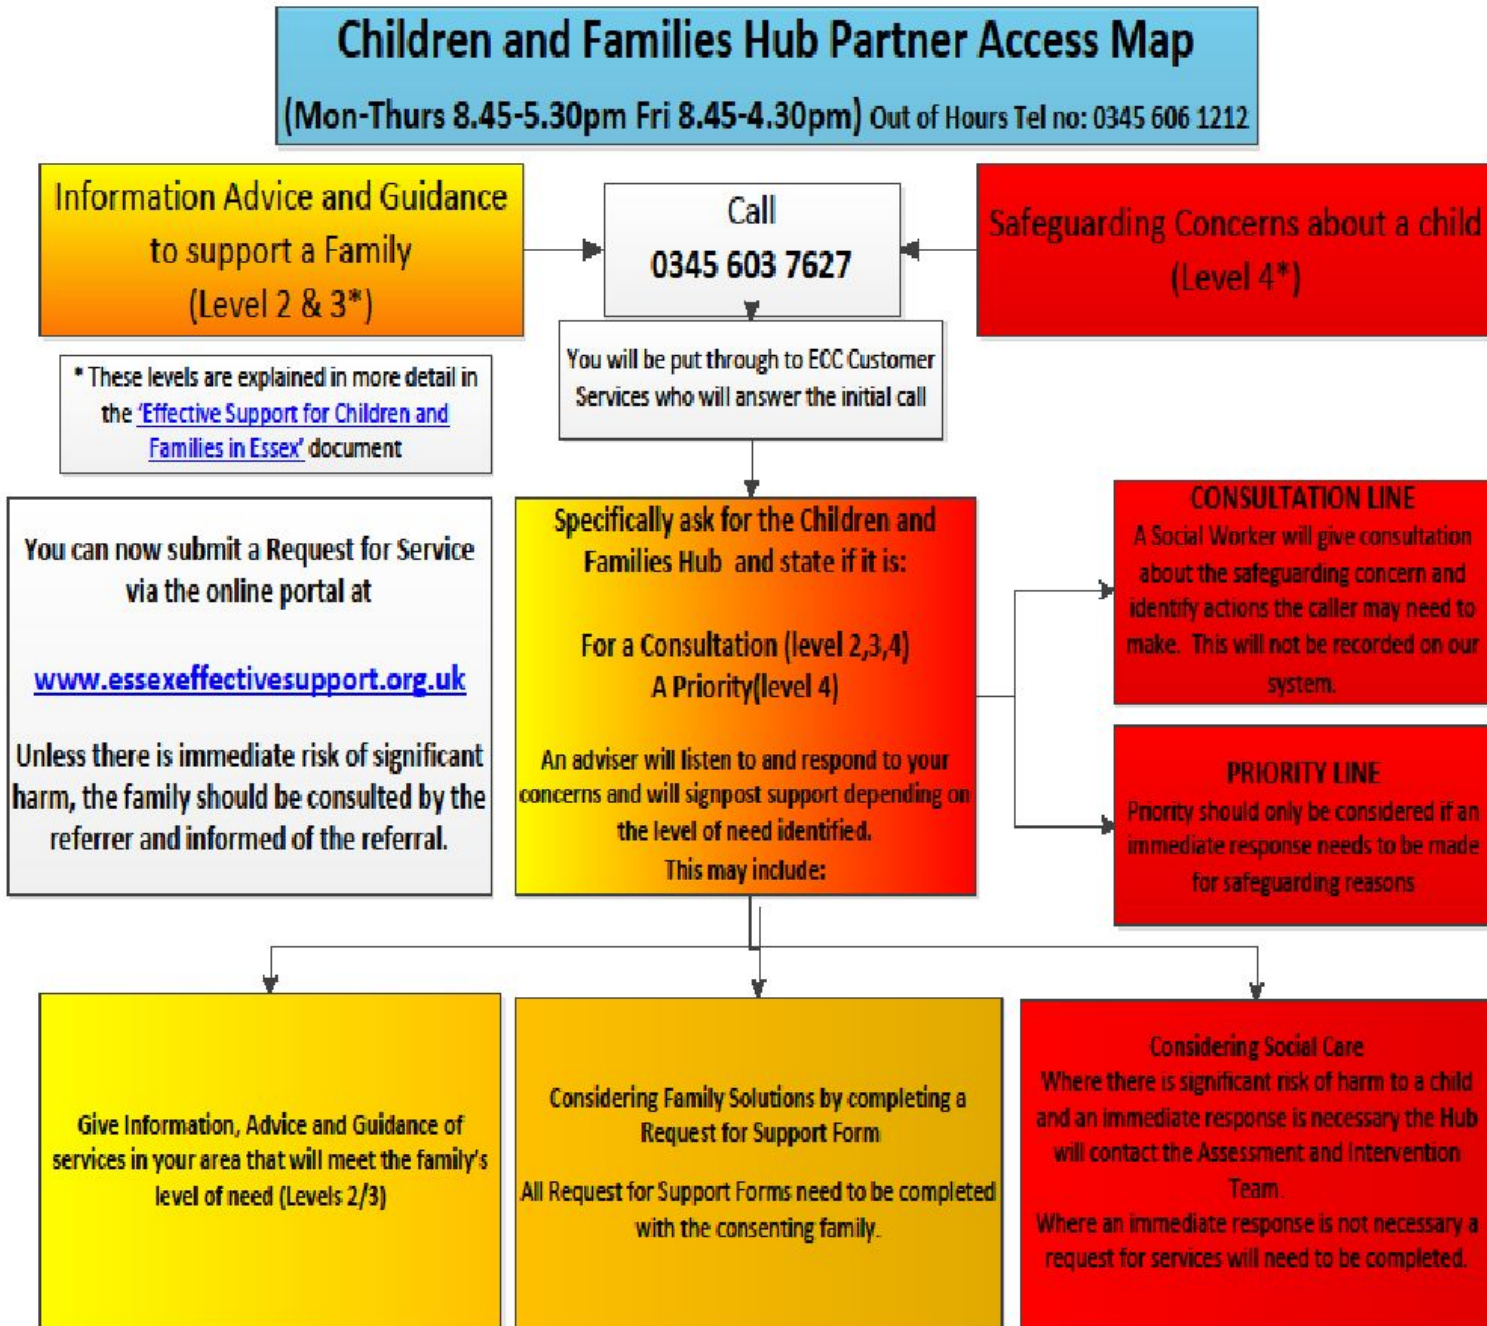 Children and Families Hub Partner Access Map
(Mon-Thurs 8.45-5.30pm Fri 8.45-4.30pm) Out of Hours Tel no: 0345 606 1212
Information Advice and Guidance
to support a Family
(Level 2 & 3*)
Call
0345 603 7627
Safeguarding Concerns about a child
(Level 4*)
* These levels are explained in more detail in
the 'Effective Support for Children and
Families in Essex' document
You will be put through to ECC Customer
Services who will answer the initial call
You can now submit a Request for Service
via the online portal at
www.essexeffectivesupport.org.uk
Unless there is immediate risk of significant
harm, the family should be consulted by the
referrer and informed of the referral.
Specifically ask for the Children and
Families Hub and state if it is:
For a Consultation (level 2,3,4)
A Priority(level 4)
An adviser will listen to and respond to your
concerns and will signpost support depending on
the level of need identified.
This may include:
CONSULTATION LINE
A Social Worker will give consultation
about the safeguarding concern and
identify actions the caller may need to
make. This will not be recorded on our
system.
PRIORITY LINE
Priority should only be considered if an
immediate response needs to be made
for safeguarding reasons
Give Information, Advice and Guidance of
services in your area that will meet the family's
level of need (Levels 2/3)
Considering Family Solutions by completing a
Request for Support Form
All Request for Support Forms need to be completed
with the consenting family.
Considering Social Care
Where there is significant risk of harm to a child
and an immediate response is necessary the Hub
will contact the Assessment and Intervention
Team.
Where an immediate response is not necessary a
request for services will need to be completed.